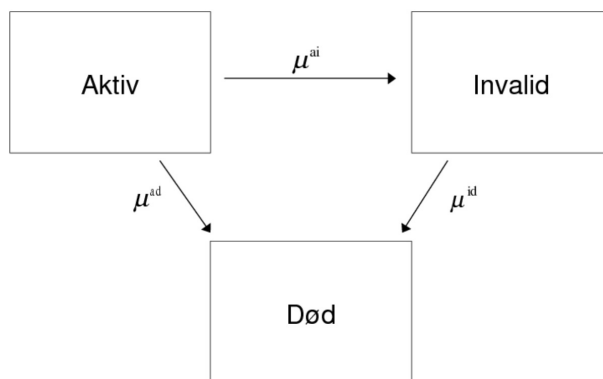 μ^ai
Aktiv
Invalid
μ^ad
μ^id
Død